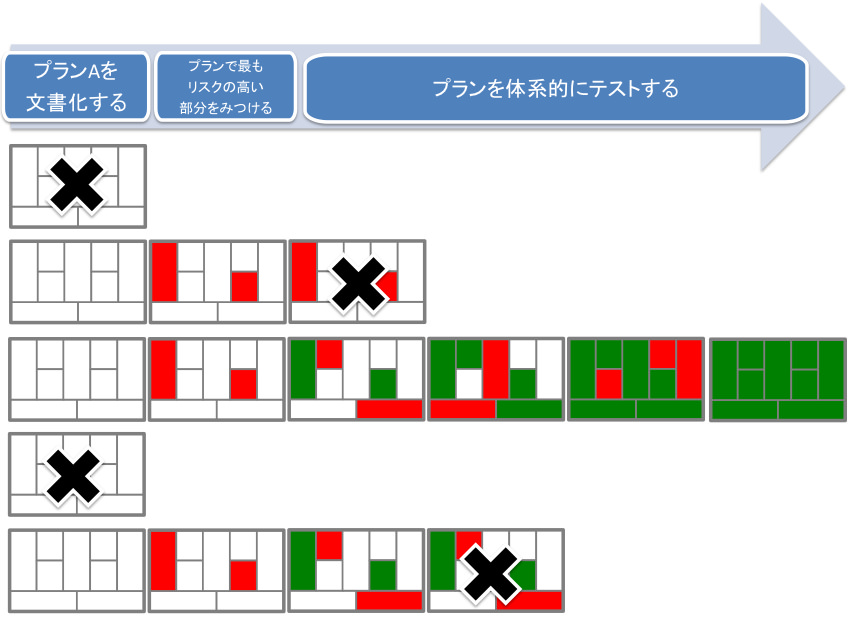 プランAを
文書化する
プランで最も
リスクの高い
部分をみつける
プランを体系的にテストする